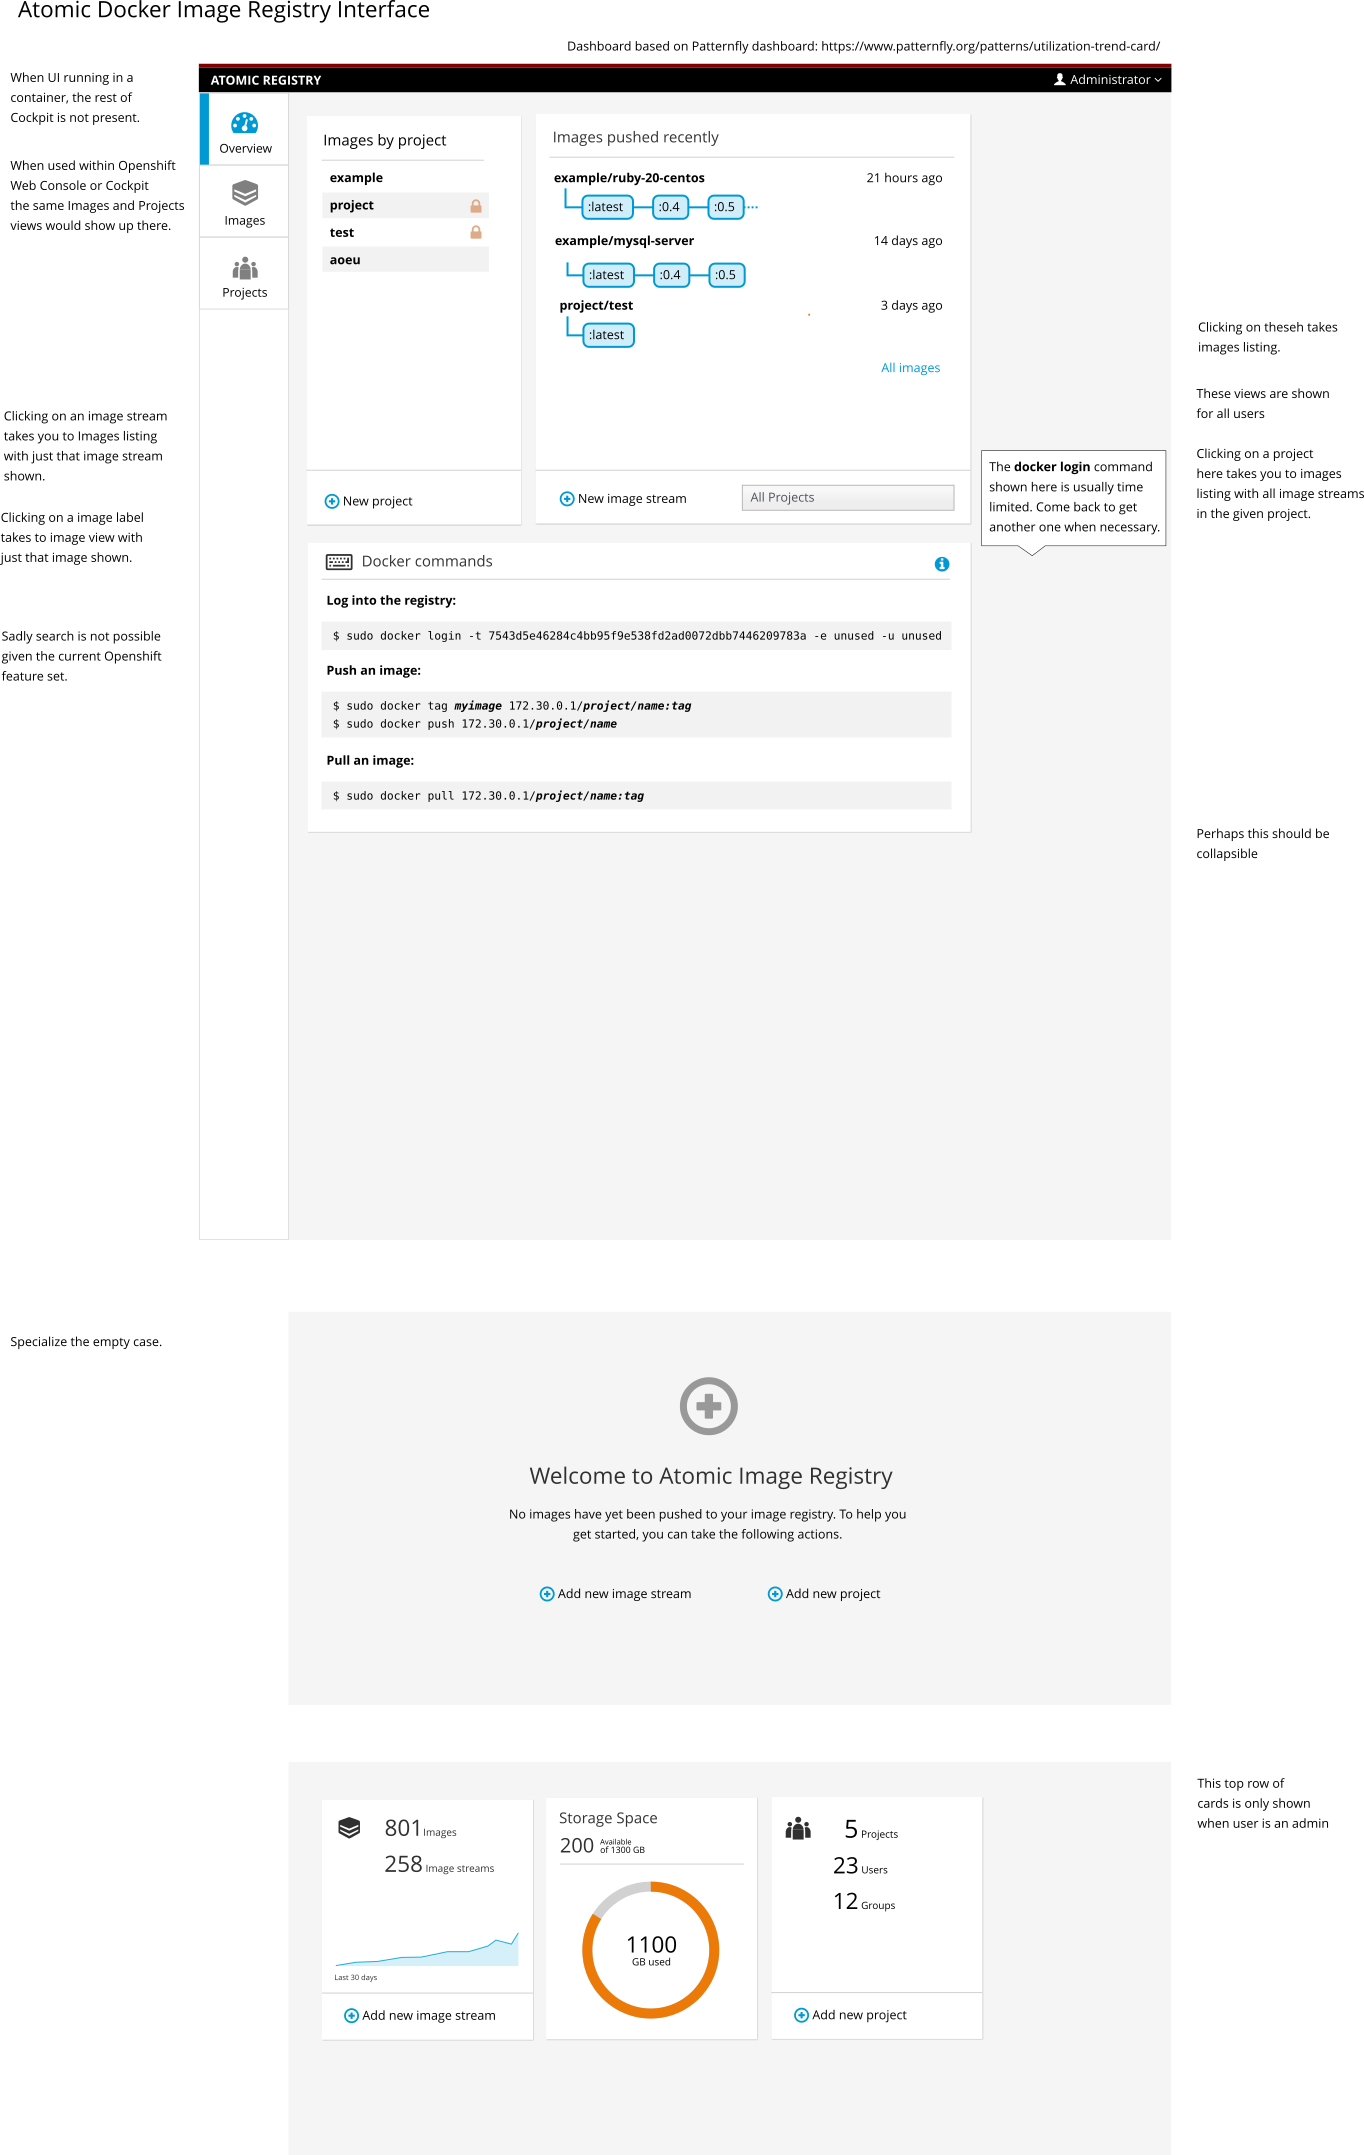 Atomic Docker Image Registry Interface
Dashboard based on Patternfly dashboard: https://www.patternfly.org/patterns/utilization-trend-card/
When UI running in a
container, the rest of
Cockpit is not present.
When used within Openshift
Web Console or Cockpit
the same Images and Projects
views would show up there.
Clicking on an image stream
takes you to Images listing
with just that image stream
shown.
Clicking on a image label
takes to image view with
just that image shown.
Sadly search is not possible
given the current Openshift
feature set.
ATOMIC REGISTRY
Administrator
Overview
Images
Projects
Images by project
example
project
test
aoeu
New project
Images pushed recently
example/ruby-20-centos 21 hours ago
:latest :0.4 :0.5
example/mysql-server 14 days ago
:latest :0.4 :0.5
project/test 3 days ago
:latest
All images
New image stream
All Projects
The docker login command
shown here is usually time
limited. Come back to get
another one when necessary.
Docker commands
Log into the registry:
$ sudo docker login -t 7543d5e46284c4bb95f9e538fd2ad0072dbb7446209783a -e unused -u unused
Push an image:
$ sudo docker tag myimage 172.30.0.1/project/name:tag
$ sudo docker push 172.30.0.1/project/name
Pull an image:
$ sudo docker pull 172.30.0.1/project/name:tag
Clicking on theseh takes
images listing.
These views are shown
for all users
Clicking on a project
here takes you to images
listing with all image streams
in the given project.
Perhaps this should be
collapsible
Specialize the empty case.
Welcome to Atomic Image Registry
No images have yet been pushed to your image registry. To help you
get started, you can take the following actions.
Add new image stream
Add new project
801 Images
258 Image streams
Last 30 days
Add new image stream
Storage Space
200 Available
of 1300 GB
1100
GB used
5 Projects
23 Users
12 Groups
Add new project
This top row of
cards is only shown
when user is an admin